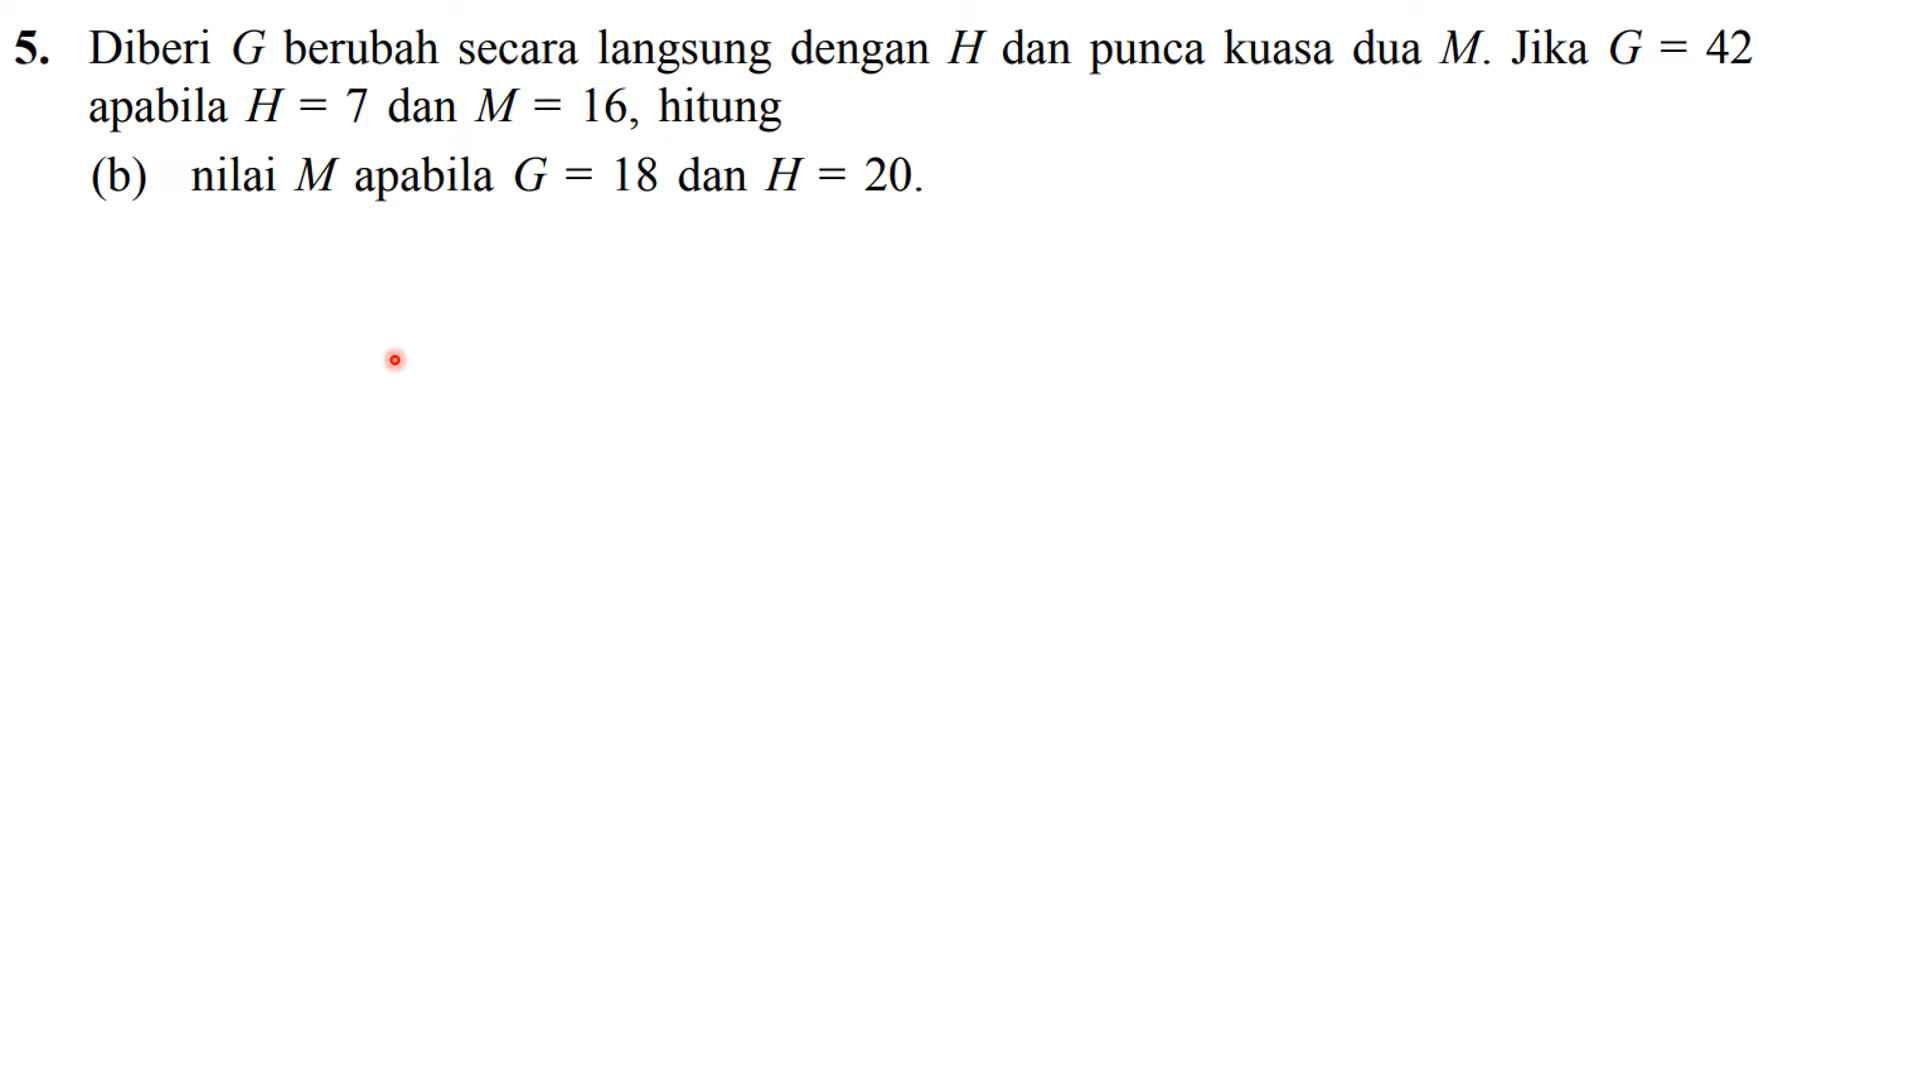 5. Diberi G berubah secara langsung dengan H dan punca kuasa dua M. Jika G = 42
apabila H = 7 dan M = 16, hitung
(b) nilai M apabila G = 18 dan H = 20.